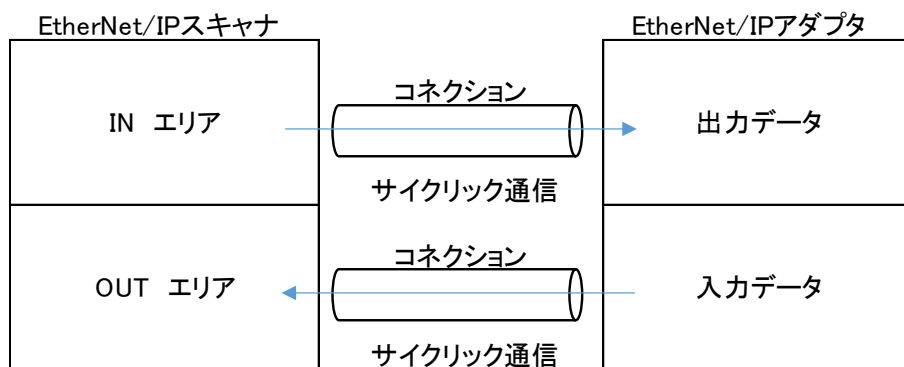 EtherNet/IPスキャナ
EtherNet/IPアダプタ
コネクション
IN エリア
出力データ
サイクリック通信
コネクション
OUT エリア
入力データ
サイクリック通信